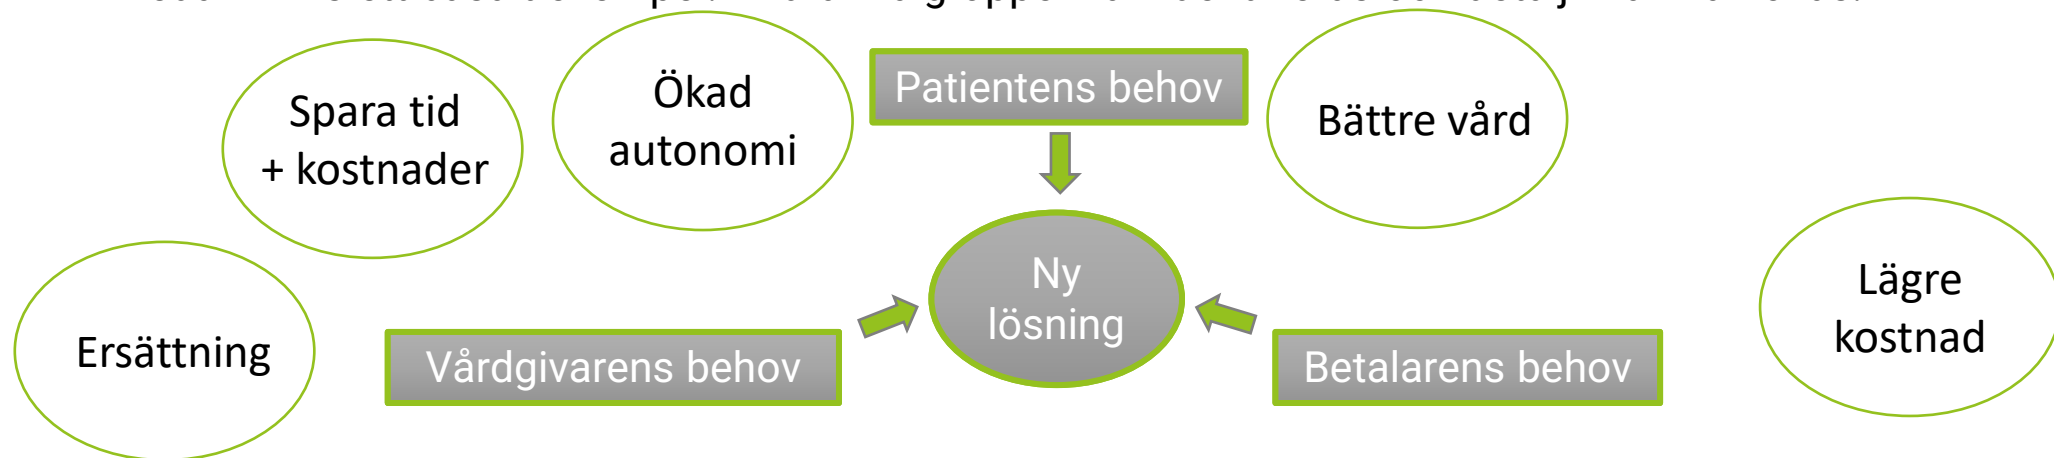 Ökad
autonomi
Patientens behov
Bättre vård
Spara tid
+ kostnader
Ny
lösning
Lägre
kostnad
Ersättning
Vårdgivarens behov
Betalarens behov